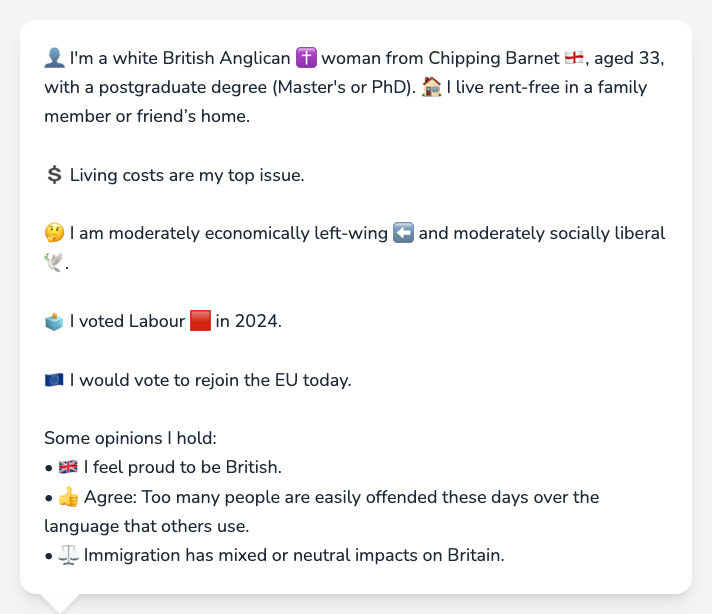 👤 I'm a white British Anglican ✝️ woman from Chipping Barnet 🏴󠁧󠁢󠁥󠁮󠁧󠁿, aged 33,
with a postgraduate degree (Master's or PhD). 🏠 I live rent-free in a family
member or friend’s home.
💲 Living costs are my top issue.
🤔 I am moderately economically left-wing ⬅️ and moderately socially liberal
🕊️.
🗳️ I voted Labour 🟥 in 2024.
🇪🇺 I would vote to rejoin the EU today.
Some opinions I hold:
• 🇬🇧 I feel proud to be British.
• 👍 Agree: Too many people are easily offended these days over the
language that others use.
• ⚖️ Immigration has mixed or neutral impacts on Britain.